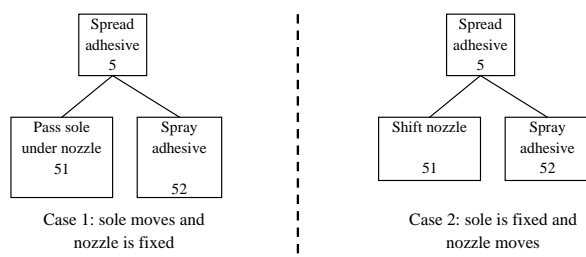 Spread
adhesive
5
Pass sole
under nozzle
51
Spray
adhesive
52
Case 1: sole moves and
nozzle is fixed
Spread
adhesive
5
Shift nozzle
51
Spray
adhesive
52
Case 2: sole is fixed and
nozzle moves